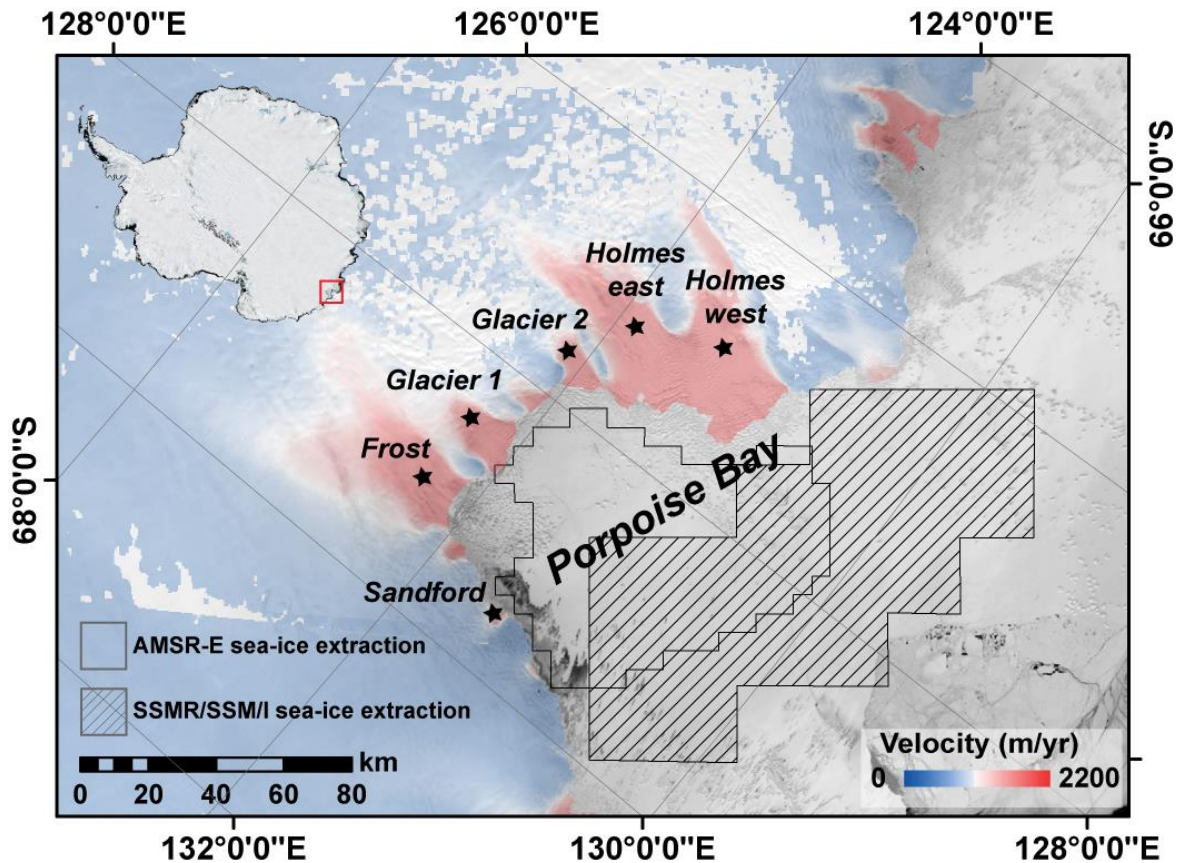 128°0'0"E
126°0'0"E
124°0'0"E
66°0'0"S
68°0'0"S
Holmes
east
Holmes
west
Glacier 2
Glacier 1
Frost
Porpoise Bay
Sandford
AMSR-E sea-ice extraction
SSMR/SSM/I sea-ice extraction
km
0 20 40 60 80
Velocity (m/yr)
0 2200
132°0'0"E
130°0'0"E
128°0'0"E